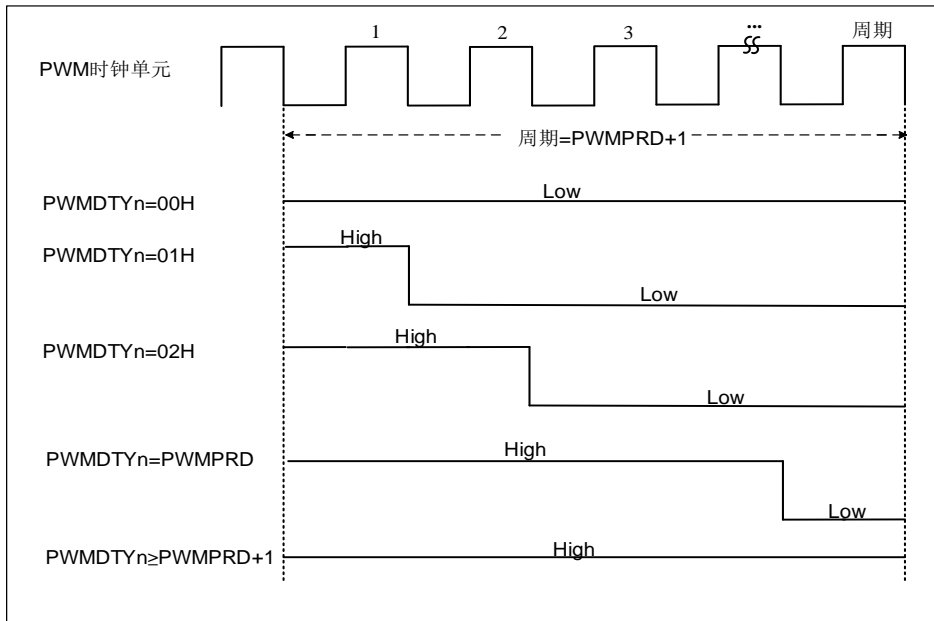 1 2 3 ... 周期
PWM时钟单元
周期=PWMPRD+1
PWMDTYn=00H Low
PWMDTYn=01H High Low
PWMDTYn=02H High Low
PWMDTYn=PWMPRD High Low
PWMDTYn≥PWMPRD+1 High